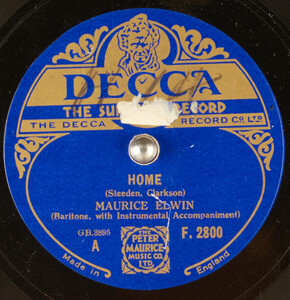 DECCA
THE SU RECORD
THE DECCA RECORD CO. LTD
HOME
(Steeden, Clarkson)
MAURICE ELWIN
(Baritone, with Instrumental Accompaniment)
GB.3895
A
F. 2800
THE
PETER
MAURICE
MUSIC CO.
LTD
Made in
England